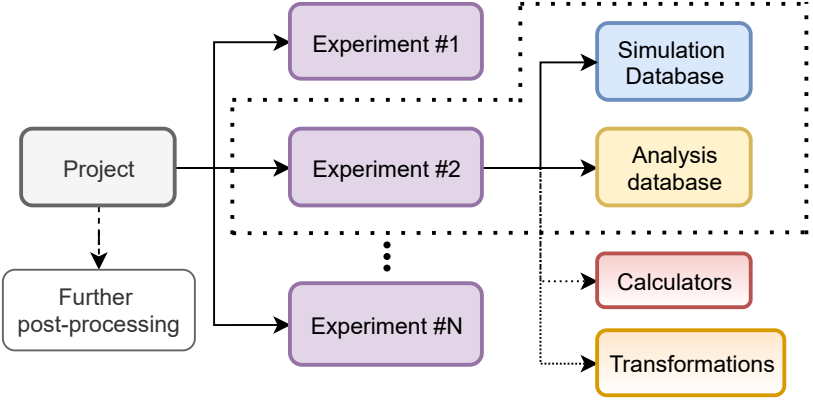 Experiment #1
Simulation
Database
Project
Experiment #2
Analysis
database
Further
post-processing
Calculators
Experiment #N
Transformations